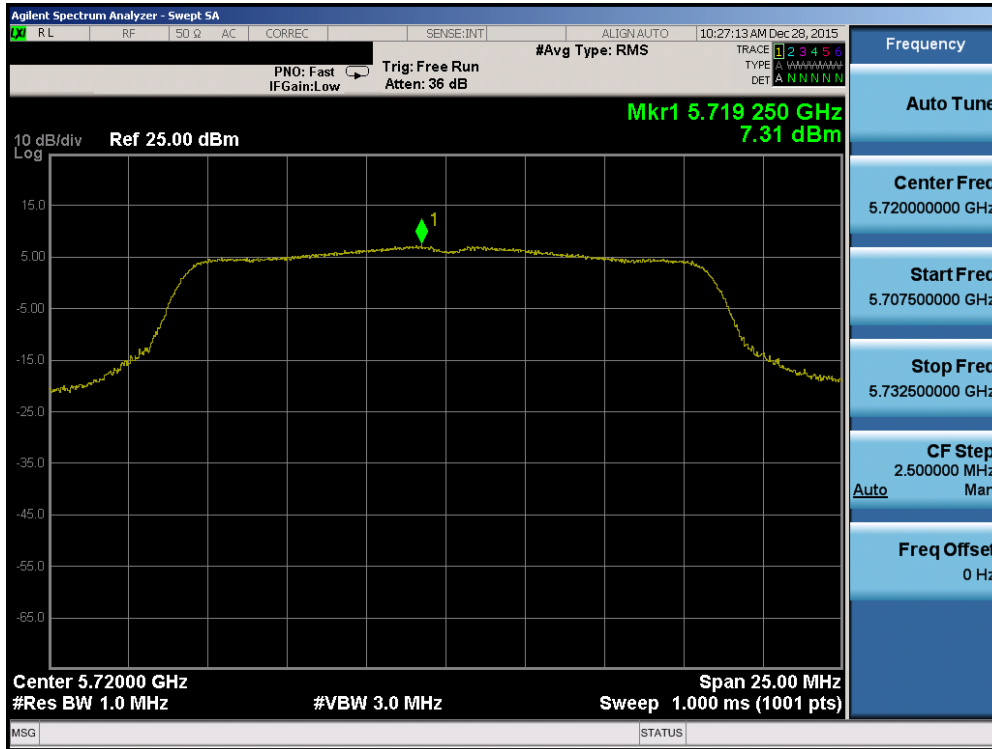 Agilent Spectrum Analyzer - Swept SA
LXI RL RF 50 Ω AC CORREC SENSE:INT ALIGN AUTO 10:27:13 AM Dec 28, 2015
#Avg Type: RMS TRACE 1 2 3 4 5 6
PNO: Fast Trig: Free Run TYPE A WWWWW
IFGain:Low Atten: 36 dB DET A N N N N N
Mkr1 5.719 250 GHz
7.31 dBm
10 dB/div Ref 25.00 dBm
Log
1
15.0
5.00
-5.00
-15.0
-25.0
-35.0
-45.0
-55.0
-65.0
Center 5.72000 GHz Span 25.00 MHz
#Res BW 1.0 MHz #VBW 3.0 MHz Sweep 1.000 ms (1001 pts)
MSG STATUS
Frequency
Auto Tune
Center Freq
5.720000000 GHz
Start Freq
5.707500000 GHz
Stop Freq
5.732500000 GHz
CF Step
2.500000 MHz
Auto Man
Freq Offset
0 Hz